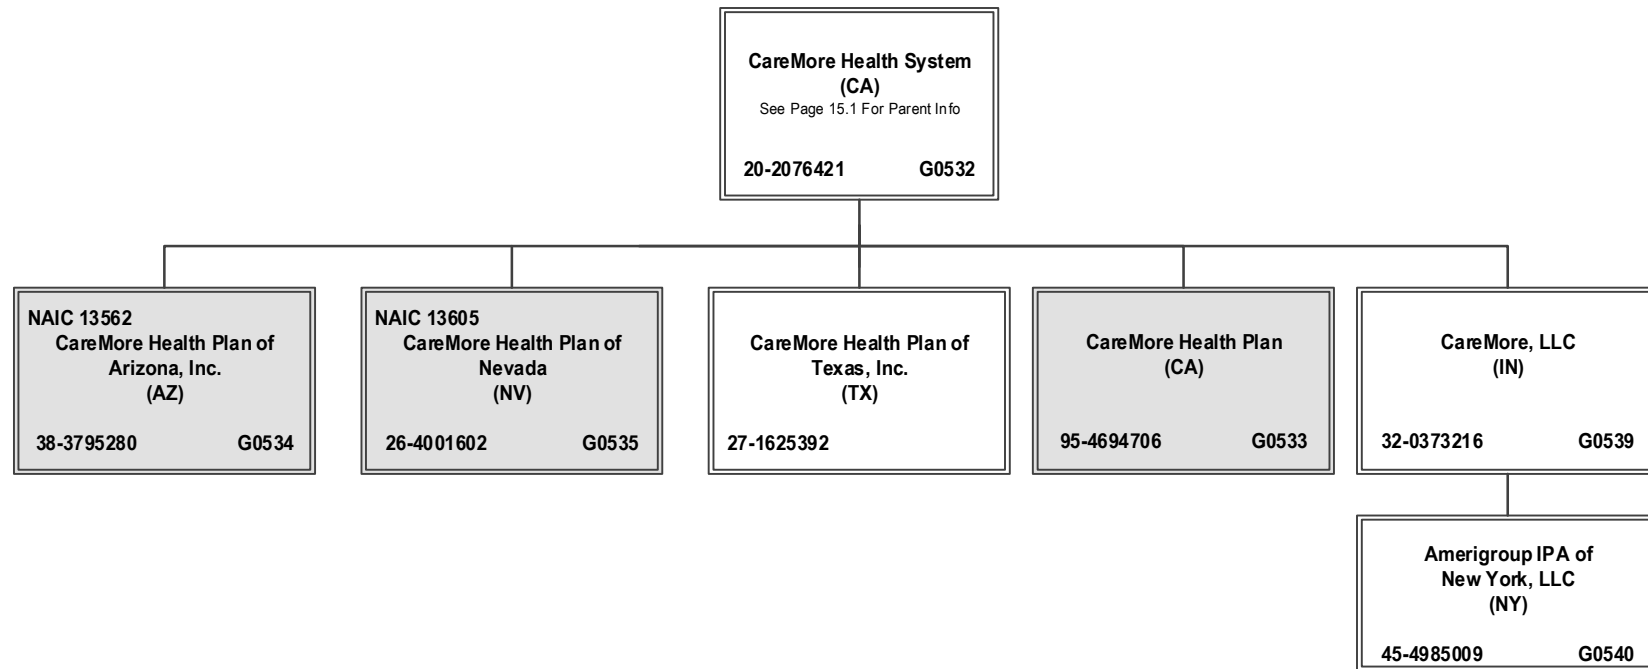 CareMore Health System
(CA)
See Page 15.1 For Parent Info
20-2076421 G0532
NAIC 13562
CareMore Health Plan of
Arizona, Inc.
(AZ)
38-3795280 G0534
NAIC 13605
CareMore Health Plan of
Nevada
(NV)
26-4001602 G0535
CareMore Health Plan of
Texas, Inc.
(TX)
27-1625392
CareMore Health Plan
(CA)
95-4694706 G0533
CareMore, LLC
(IN)
32-0373216 G0539
Amerigroup IPA of
New York, LLC
(NY)
45-4985009 G0540